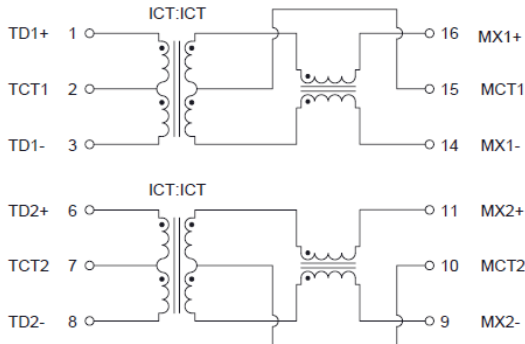 ICT:ICT
TD1+ 1 16 MX1+
TCT1 2 15 MCT1
TD1- 3 14 MX1-
ICT:ICT
TD2+ 6 11 MX2+
TCT2 7 10 MCT2
TD2- 8 9 MX2-